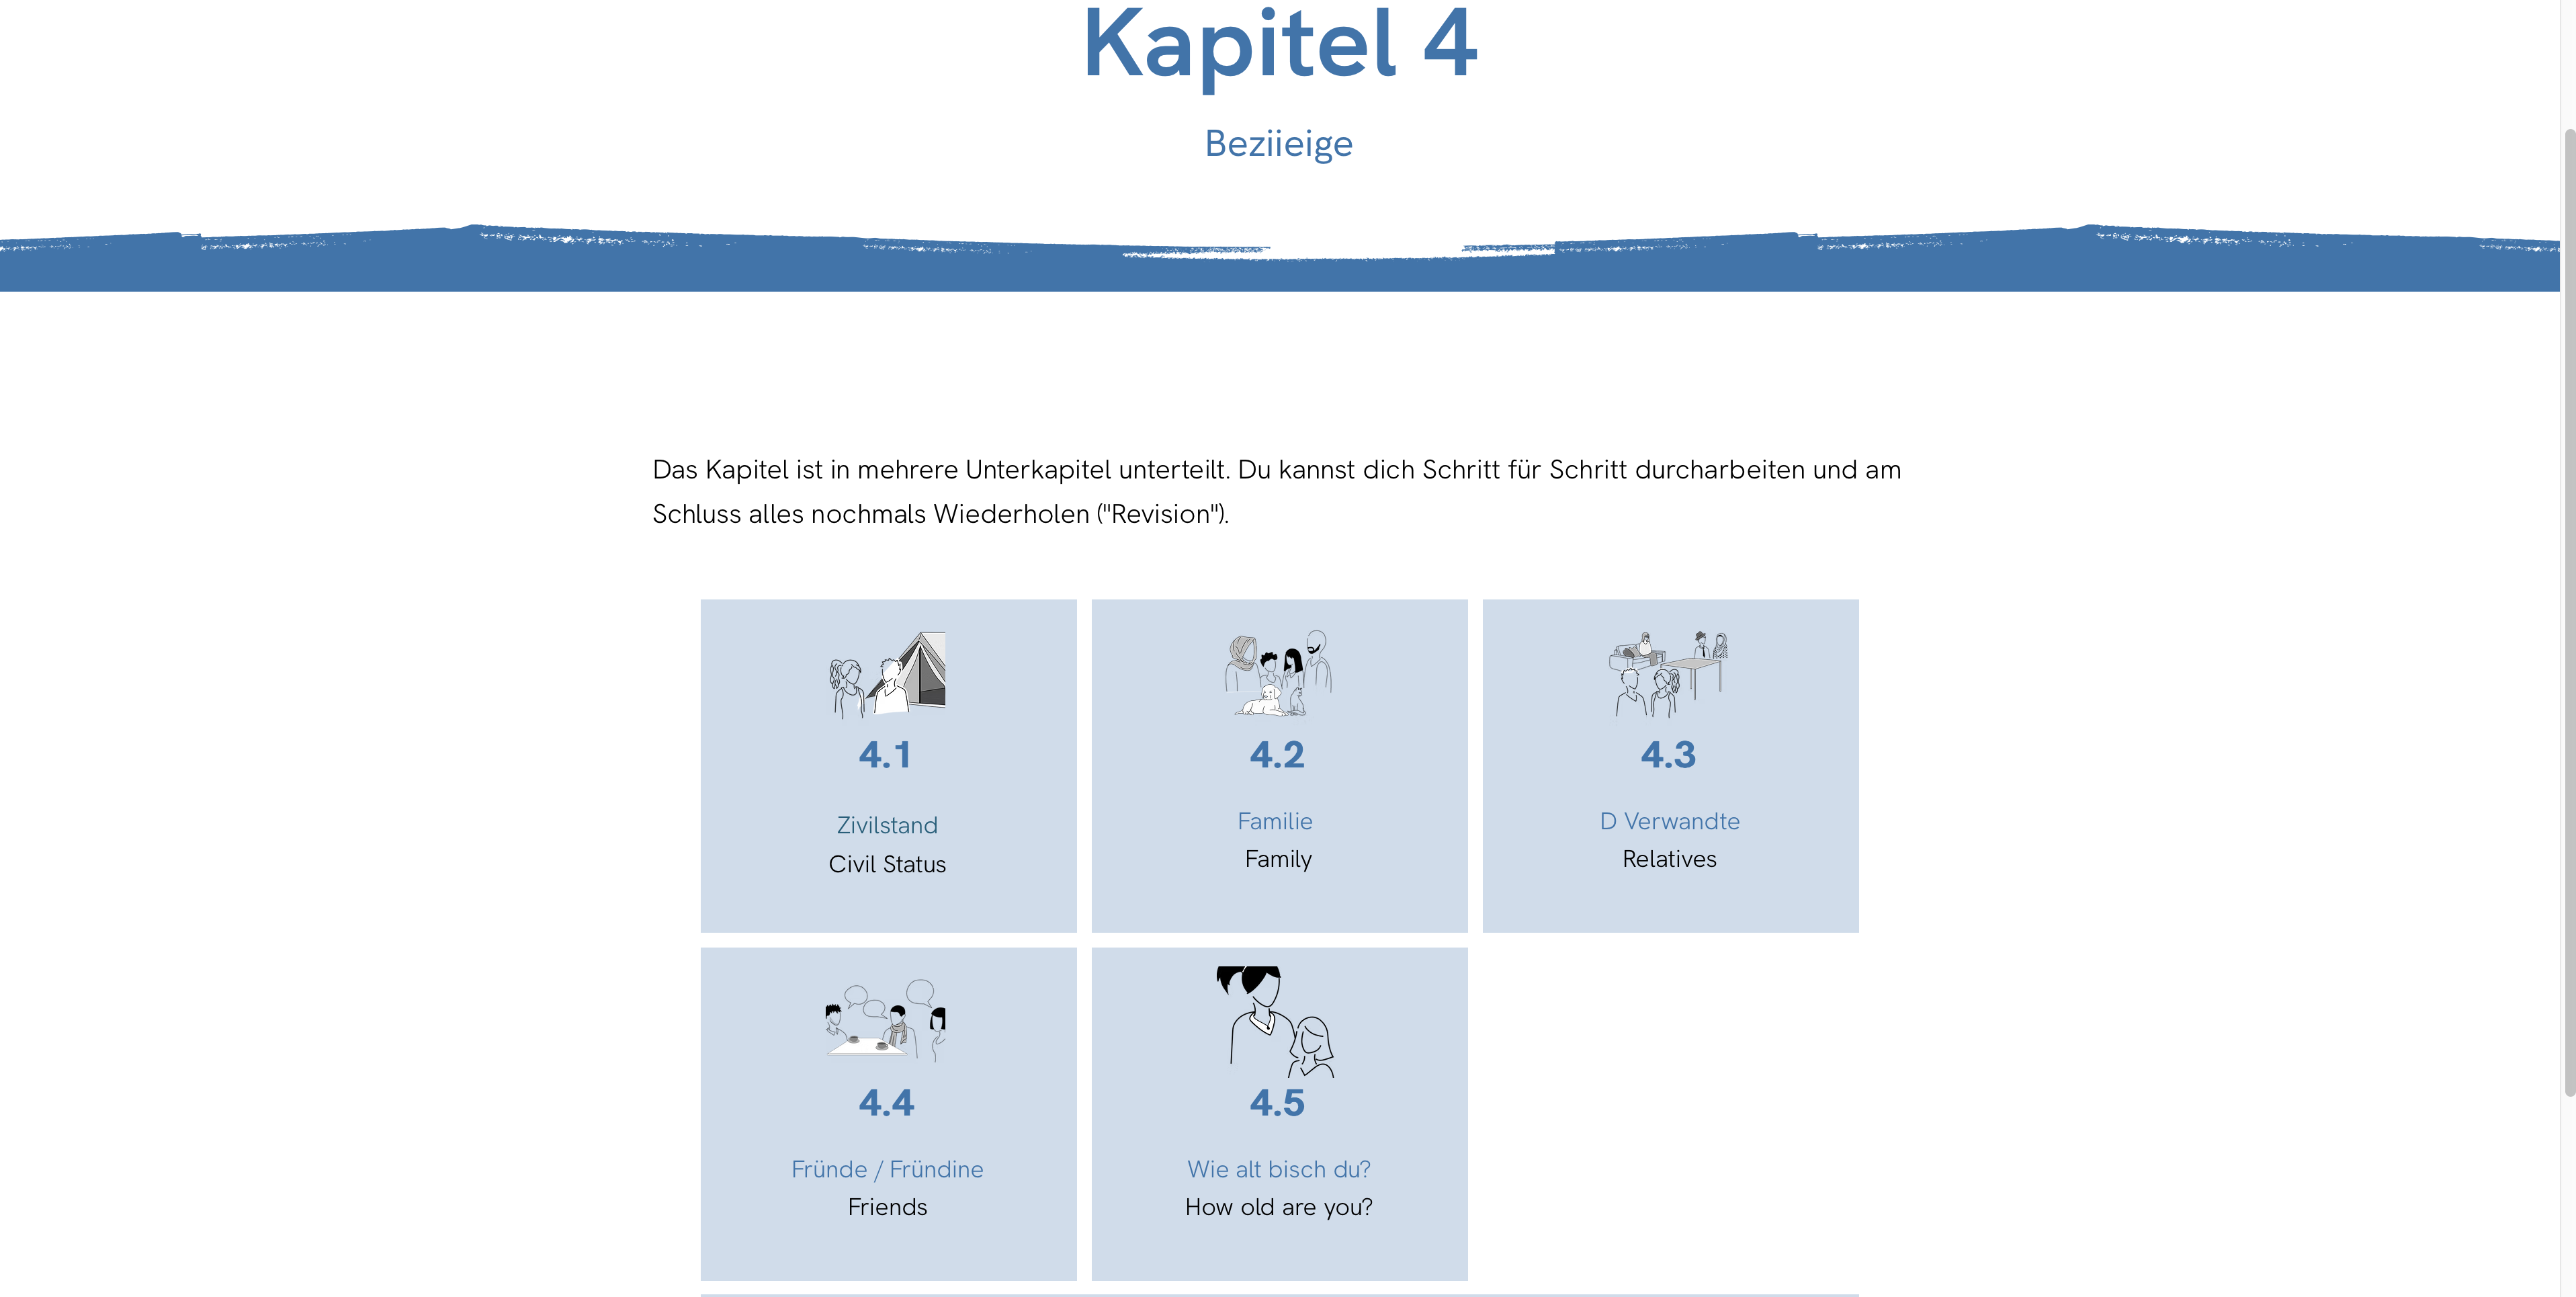 Kapitel 4
Beziieige
Das Kapitel ist in mehrere Unterkapitel unterteilt. Du kannst dich Schritt für Schritt durcharbeiten und am
Schluss alles nochmals Wiederholen ("Revision").
4.1
Zivilstand
Civil Status
4.2
Familie
Family
4.3
D Verwandte
Relatives
4.4
Fründe / Fründine
Friends
4.5
Wie alt bisch du?
How old are you?